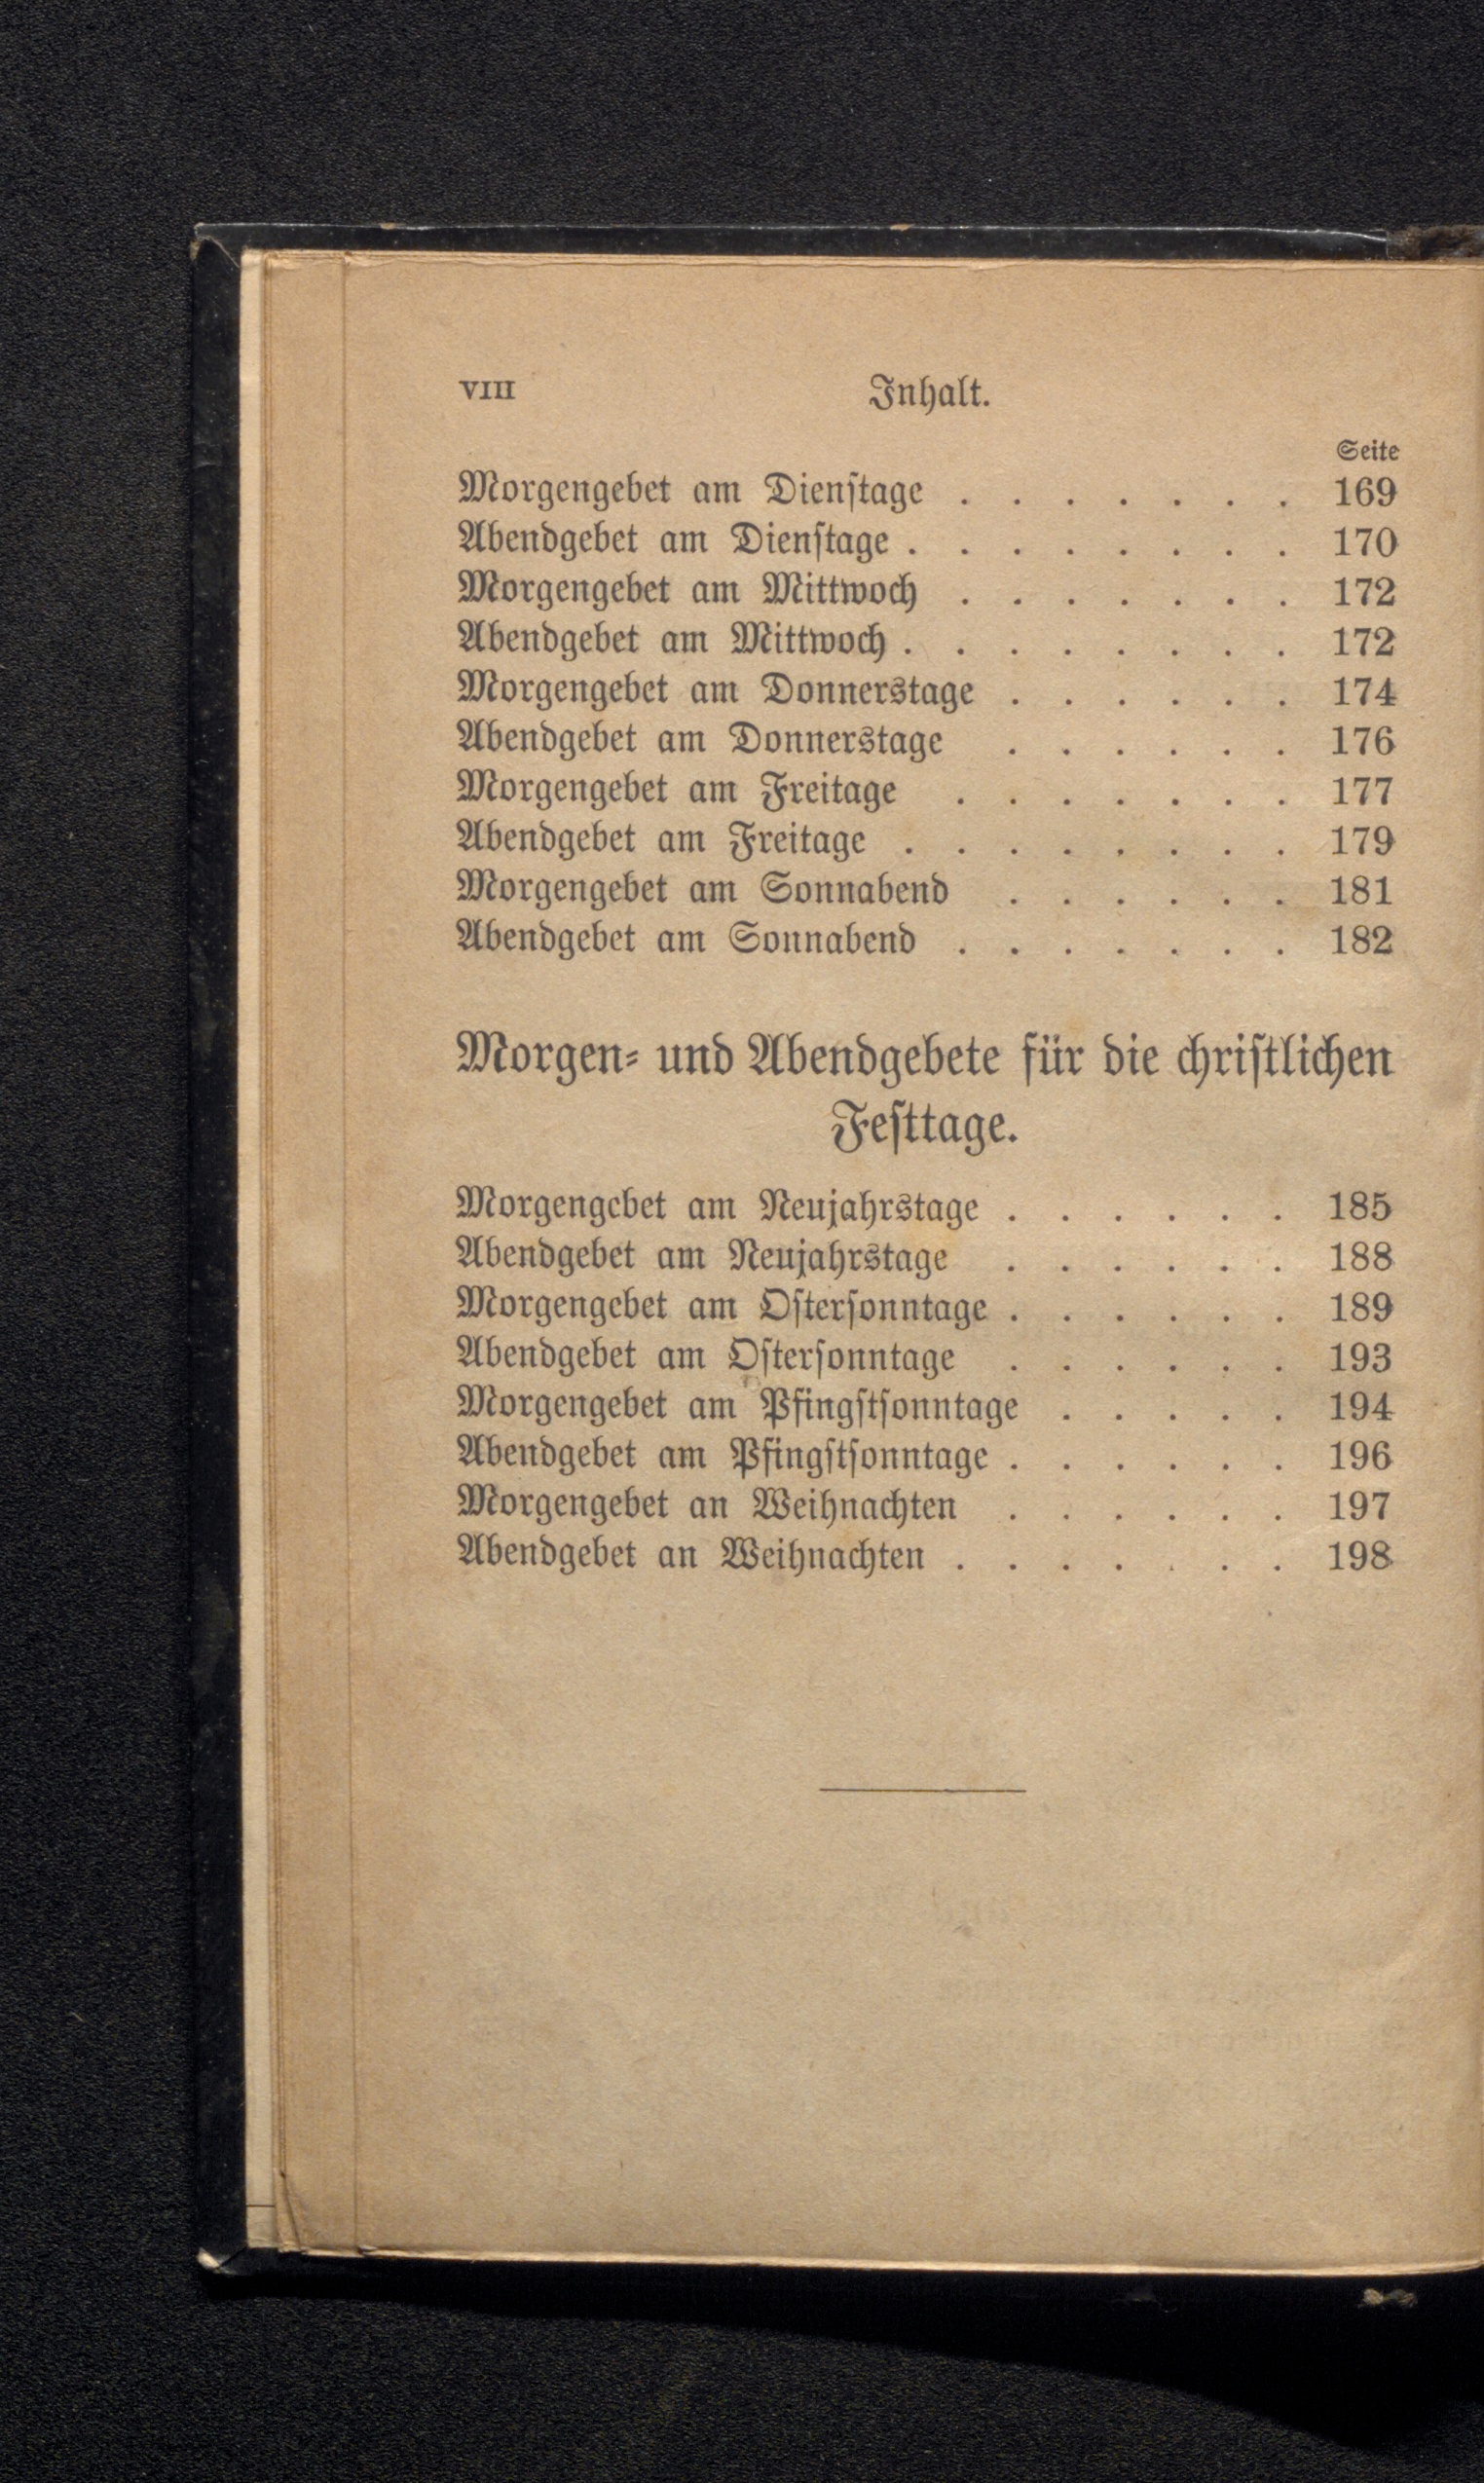 VIII Inhalt.
Seite
Morgengebet am Dienſtage . . . . . . . 169
Abendgebet am Dienſtage . . . . . . . . 170
Morgengebet am Mittwoch . . . . . . . 172
Abendgebet am Mittwoch . . . . . . . . 172
Morgengebet am Donnerstage . . . . . . 174
Abendgebet am Donnerstage . . . . . . 176
Morgengebet am Freitage . . . . . . . 177
Abendgebet am Freitage . . . . . . . . 179
Morgengebet am Sonnabend . . . . . . 181
Abendgebet am Sonnabend . . . . . . . 182
Morgen- und Abendgebete für die chriſtlichen
Feſttage.
Morgengebet am Neujahrstage . . . . . . 185
Abendgebet am Neujahrstage . . . . . . 188
Morgengebet am Oſterſonntage . . . . . . 189
Abendgebet am Oſterſonntage . . . . . . 193
Morgengebet am Pfingſtſonntage . . . . . 194
Abendgebet am Pfingſtſonntage . . . . . . 196
Morgengebet an Weihnachten . . . . . . 197
Abendgebet an Weihnachten . . . . . . . 198